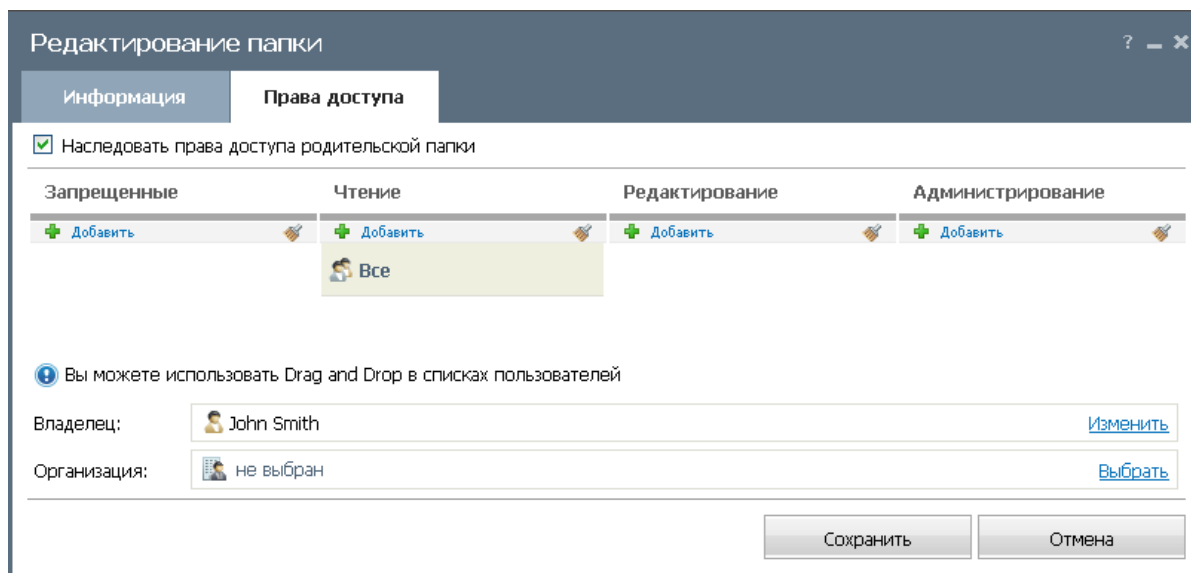 Редактирование папки ?
Информация Права доступа
Наследовать права доступа родительской папки
Запрещенные Чтение Редактирование Администрирование
Добавить Добавить Добавить Добавить
Все
Вы можете использовать Drag and Drop в списках пользователей
Владелец: John Smith Изменить
Организация: не выбран Выбрать
Сохранить Отмена